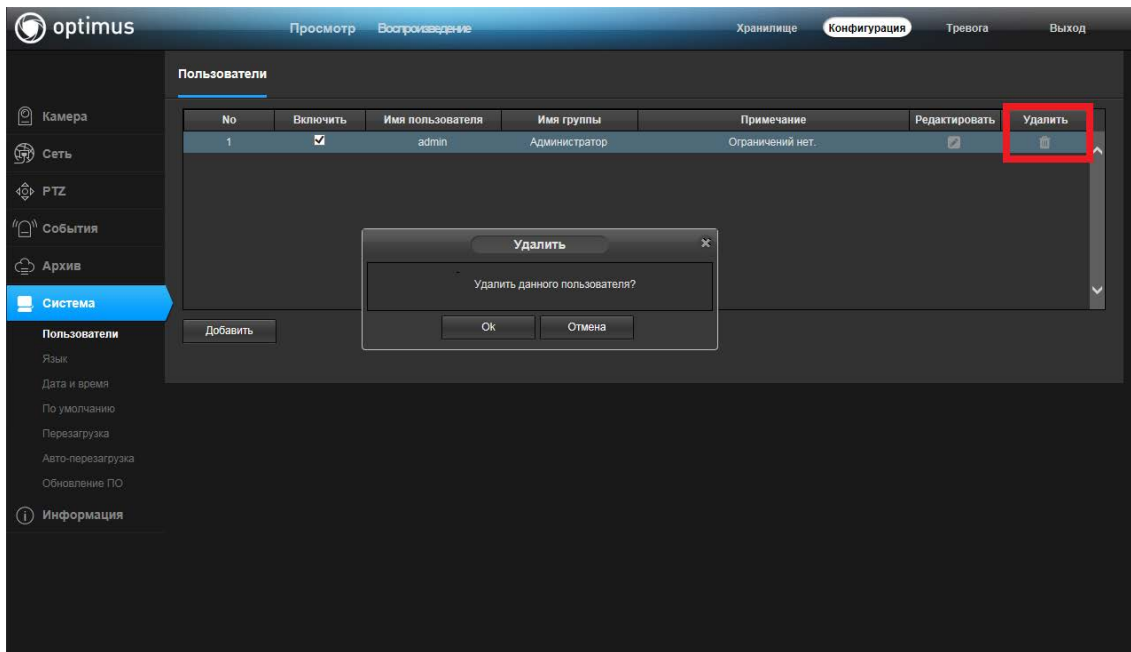 optimus Просмотр Воспроизведение Хранилище Конфигурация Тревога Выход
Пользователи
Камера
Сеть
PTZ
События
Архив
Система
Пользователи
Язык
Дата и время
По умолчанию
Перезагрузка
Авто-перезагрузка
Обновление ПО
Информация
No Включить Имя пользователя Имя группы Примечание Редактировать Удалить
1 admin Администратор Ограничений нет.
Удалить
Удалить данного пользователя?
Ok Отмена
Добавить